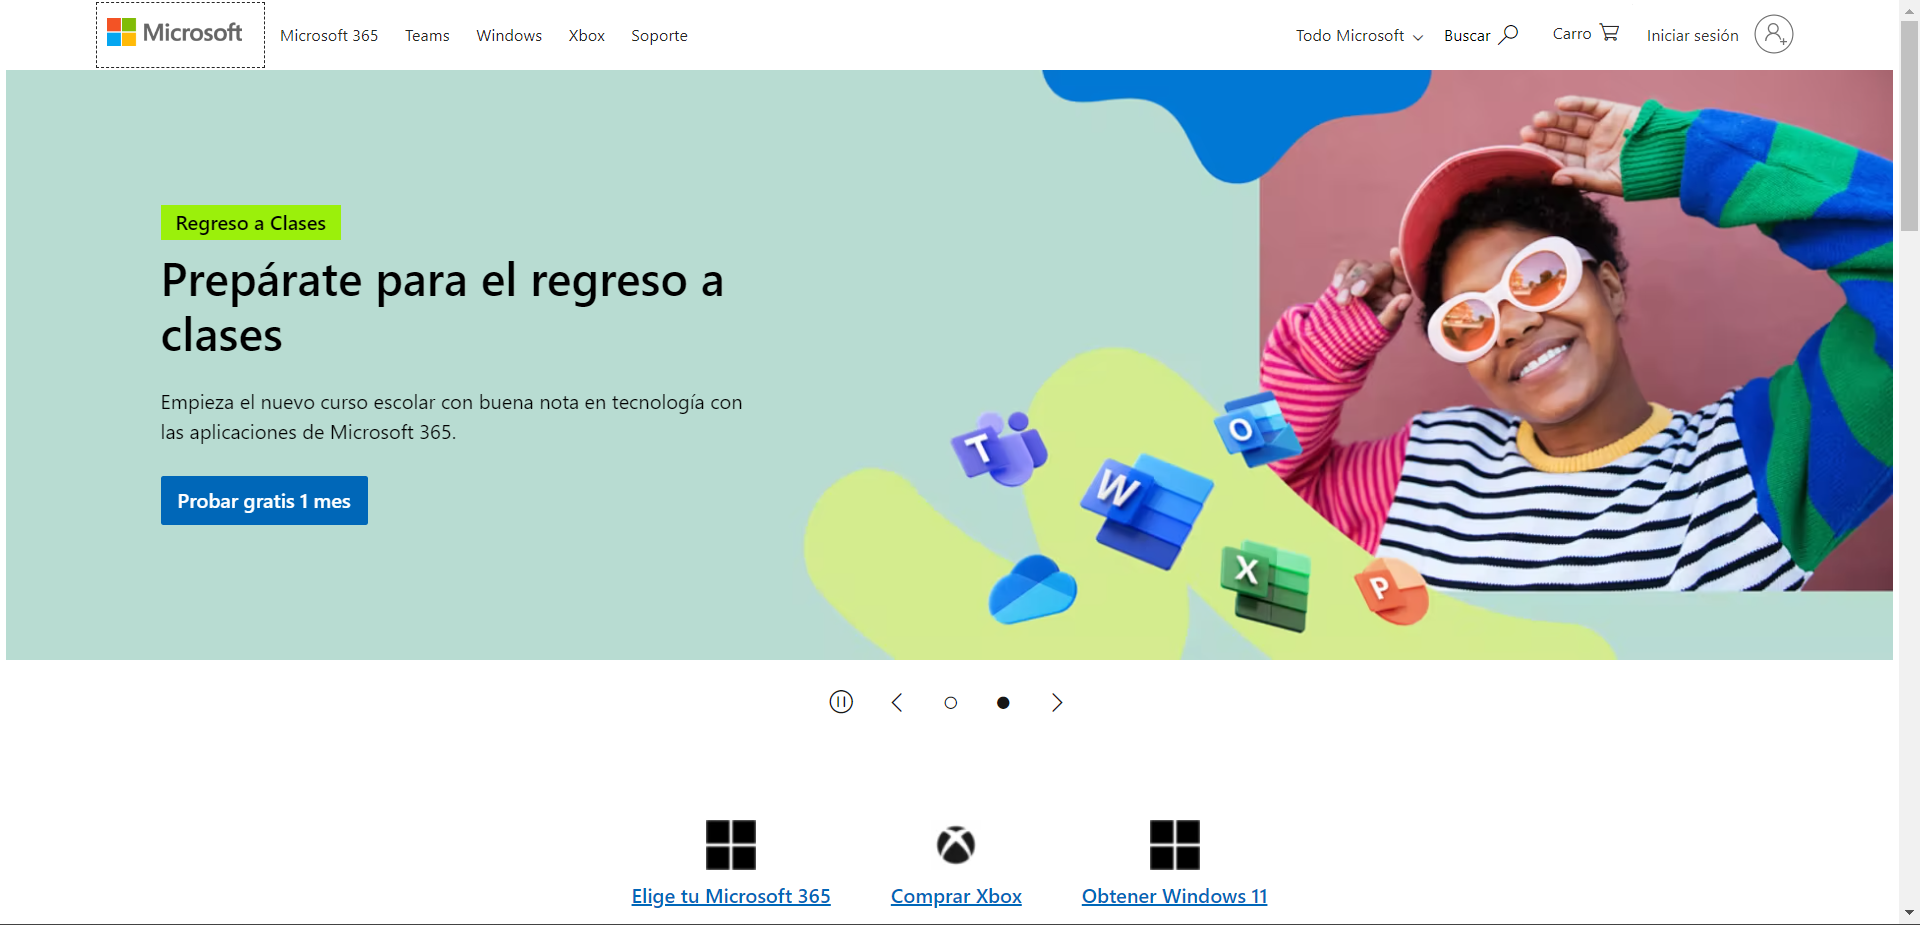 Microsoft
Microsoft 365
Teams
Windows
Xbox
Soporte
Todo Microsoft
Buscar
Carro
Iniciar sesión
Regreso a Clases
Prepárate para el regreso a
clases
Empieza el nuevo curso escolar con buena nota en tecnología con
las aplicaciones de Microsoft 365.
Probar gratis 1 mes
T
O
W
X
P
Elige tu Microsoft 365
Comprar Xbox
Obtener Windows 11